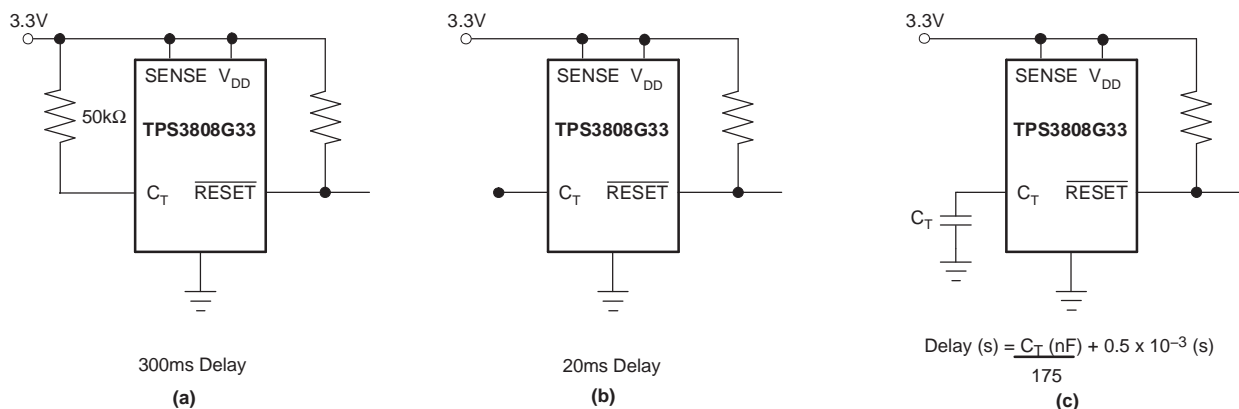 3.3V
SENSE V_DD
50kΩ
TPS3808G33
C_T RESET
300ms Delay
(a)
3.3V
SENSE V_DD
TPS3808G33
C_T RESET
20ms Delay
(b)
3.3V
SENSE V_DD
TPS3808G33
C_T RESET
C_T
Delay (s) = C_T (nF) + 0.5 x 10⁻³ (s)
175
(c)